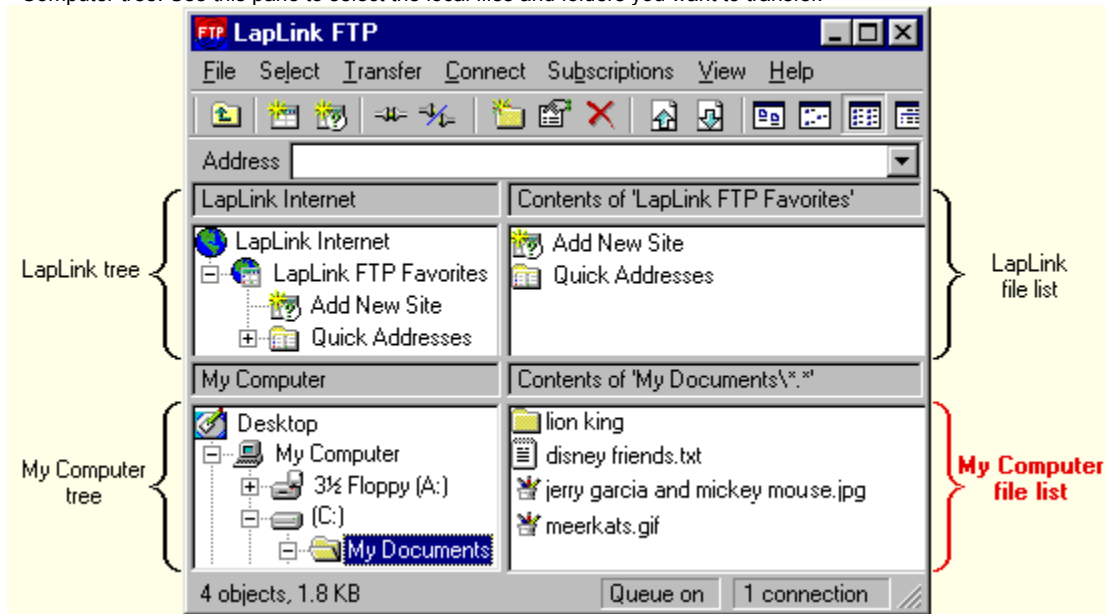 Computer tree. Use this pane to select the local files and folders you want to transfer.
FTP LapLink FTP
File Select Transfer Connect Subscriptions View Help
Address
LapLink Internet Contents of 'LapLink FTP Favorites'
LapLink Internet Add New Site
LapLink FTP Favorites Quick Addresses
Add New Site
Quick Addresses
LapLink tree
LapLink
file list
My Computer Contents of 'My Documents\*.*'
Desktop lion king
My Computer disney friends.txt
3½ Floppy (A:) jerry garcia and mickey mouse.jpg
(C:) meerkats.gif
My Documents
My Computer
tree
My Computer
file list
4 objects, 1.8 KB Queue on 1 connection